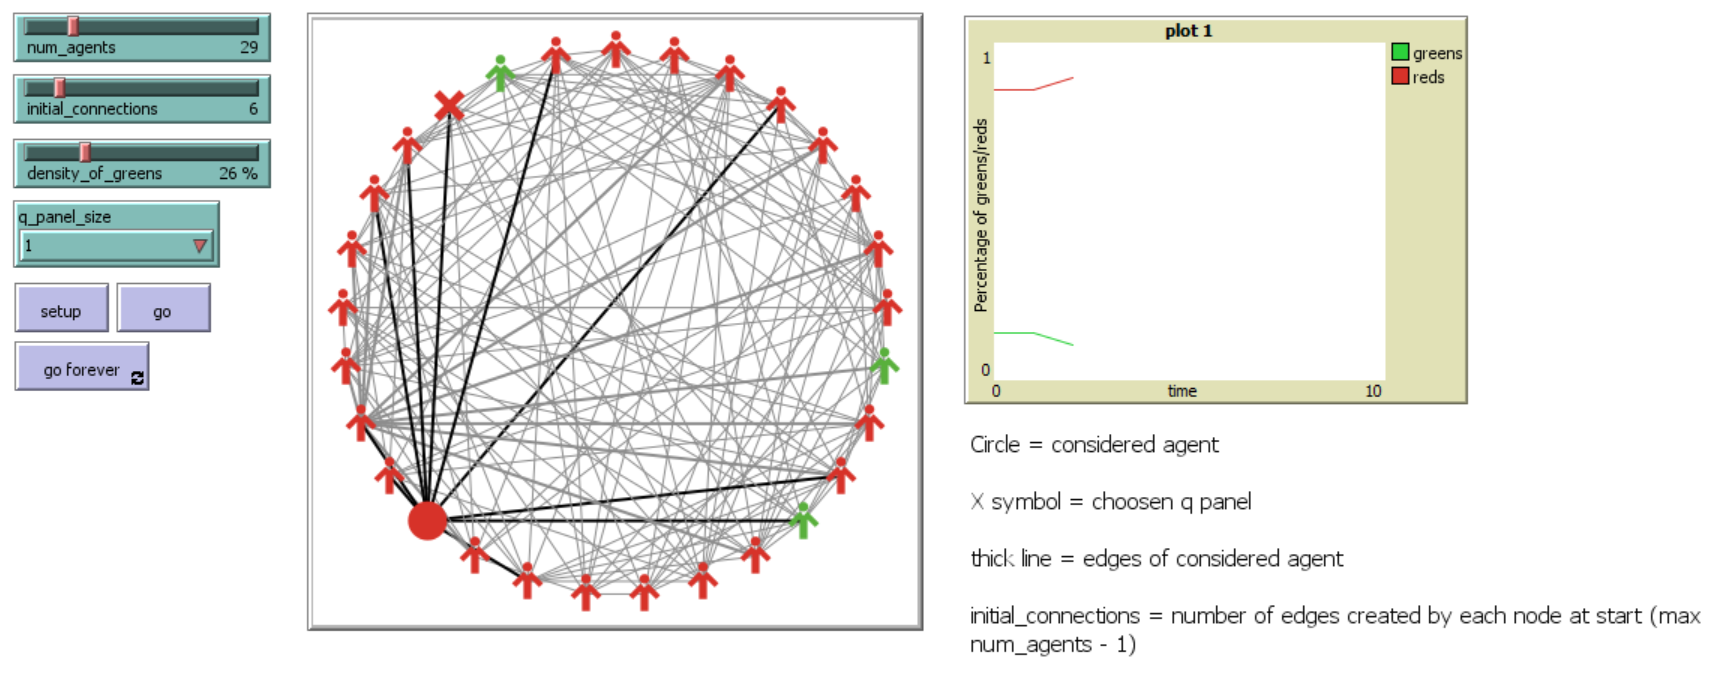 num_agents 29
initial_connections 6
density_of_greens 26 %
q_panel_size
1
setup
go
go forever
plot 1
greens
reds
Percentage of greens/reds
1
0
0
time
10
Circle = considered agent
X symbol = choosen q panel
thick line = edges of considered agent
initial_connections = number of edges created by each node at start (max
num_agents - 1)